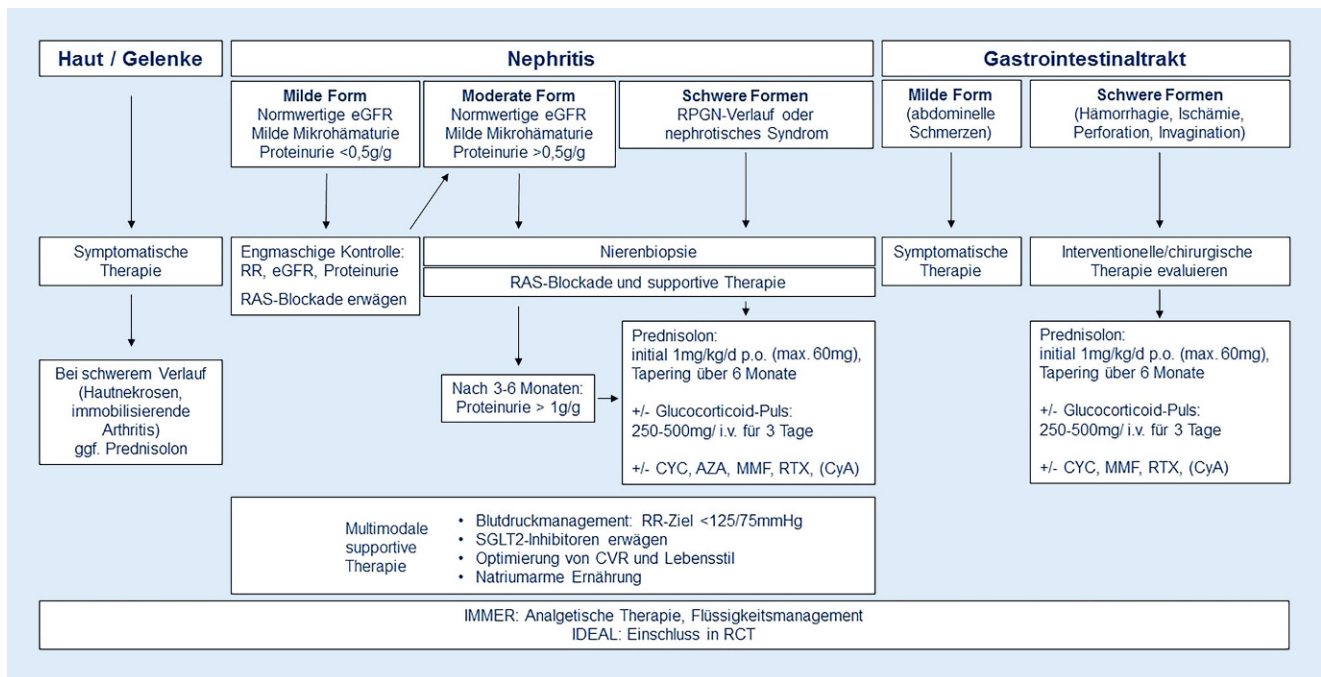 Haut / Gelenke
Nephritis
Gastrointestinaltrakt
Milde Form
Normwertige eGFR
Milde Mikrohämaturie
Proteinurie <0,5g/g
Moderate Form
Normwertige eGFR
Milde Mikrohämaturie
Proteinurie >0,5g/g
Schwere Formen
RPGN-Verlauf oder
nephrotisches Syndrom
Milde Form
(abdominelle
Schmerzen)
Schwere Formen
(Hämorrhagie, Ischämie,
Perforation, Invagination)
Symptomatische
Therapie
Engmaschige Kontrolle:
RR, eGFR, Proteinurie
RAS-Blockade erwägen
Nierenbiopsie
RAS-Blockade und supportive Therapie
Symptomatische
Therapie
Interventionelle/chirurgische
Therapie evaluieren
Bei schwerem Verlauf
(Hautnekrosen,
immobilisierende
Arthritis)
ggf. Prednisolon
Nach 3-6 Monaten:
Proteinurie > 1g/g
Prednisolon:
initial 1mg/kg/d p.o. (max. 60mg),
Tapering über 6 Monate
+/- Glucocorticoid-Puls:
250-500mg/ i.v. für 3 Tage
+/- CYC, AZA, MMF, RTX, (CyA)
Prednisolon:
initial 1mg/kg/d p.o. (max. 60mg),
Tapering über 6 Monate
+/- Glucocorticoid-Puls:
250-500mg/ i.v. für 3 Tage
+/- CYC, MMF, RTX, (CyA)
Multimodale
supportive
Therapie
• Blutdruckmanagement: RR-Ziel <125/75mmHg
• SGLT2-Inhibitoren erwägen
• Optimierung von CVR und Lebensstil
• Natriumarme Ernährung
IMMER: Analgetische Therapie, Flüssigkeitsmanagement
IDEAL: Einschluss in RCT